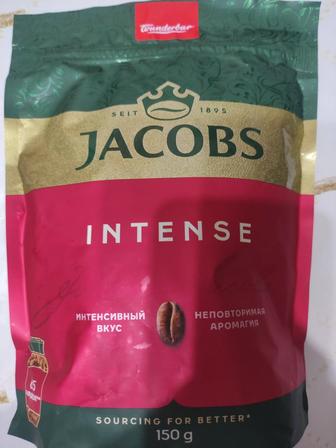 Wunderbar
SEIT 1895
JACOBS
INTENSE
ИНТЕНСИВНЫЙ НЕПОВТОРИМАЯ
ВКУС АРОМАГИЯ
SOURCING FOR BETTER*
150 g